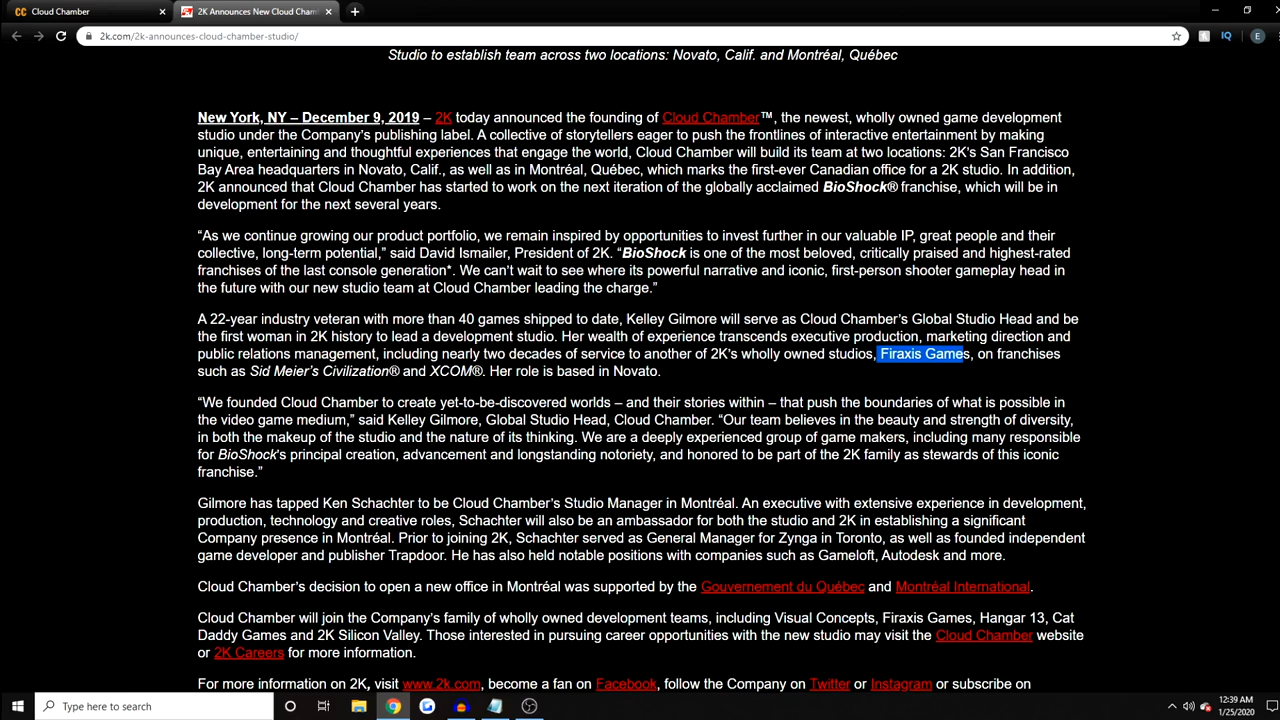 Cloud Chamber
2K Announces New Cloud Cham
2k.com/2k-announces-cloud-chamber-studio/
Studio to establish team across two locations: Novato, Calif. and Montréal, Québec
New York, NY – December 9, 2019 – 2K today announced the founding of Cloud Chamber™, the newest, wholly owned game development
studio under the Company's publishing label. A collective of storytellers eager to push the frontlines of interactive entertainment by making
unique, entertaining and thoughtful experiences that engage the world, Cloud Chamber will build its team at two locations: 2K's San Francisco
Bay Area headquarters in Novato, Calif., as well as in Montréal, Québec, which marks the first-ever Canadian office for a 2K studio. In addition,
2K announced that Cloud Chamber has started to work on the next iteration of the globally acclaimed BioShock® franchise, which will be in
development for the next several years.
“As we continue growing our product portfolio, we remain inspired by opportunities to invest further in our valuable IP, great people and their
collective, long-term potential,” said David Ismailer, President of 2K. “BioShock is one of the most beloved, critically praised and highest-rated
franchises of the last console generation*. We can't wait to see where its powerful narrative and iconic, first-person shooter gameplay head in
the future with our new studio team at Cloud Chamber leading the charge.”
A 22-year industry veteran with more than 40 games shipped to date, Kelley Gilmore will serve as Cloud Chamber's Global Studio Head and be
the first woman in 2K history to lead a development studio. Her wealth of experience transcends executive production, marketing direction and
public relations management, including nearly two decades of service to another of 2K's wholly owned studios, Firaxis Games, on franchises
such as Sid Meier's Civilization® and XCOM®. Her role is based in Novato.
“We founded Cloud Chamber to create yet-to-be-discovered worlds – and their stories within – that push the boundaries of what is possible in
the video game medium,” said Kelley Gilmore, Global Studio Head, Cloud Chamber. “Our team believes in the beauty and strength of diversity,
in both the makeup of the studio and the nature of its thinking. We are a deeply experienced group of game makers, including many responsible
for BioShock's principal creation, advancement and longstanding notoriety, and honored to be part of the 2K family as stewards of this iconic
franchise.”
Gilmore has tapped Ken Schachter to be Cloud Chamber's Studio Manager in Montréal. An executive with extensive experience in development,
production, technology and creative roles, Schachter will also be an ambassador for both the studio and 2K in establishing a significant
Company presence in Montréal. Prior to joining 2K, Schachter served as General Manager for Zynga in Toronto, as well as founded independent
game developer and publisher Trapdoor. He has also held notable positions with companies such as Gameloft, Autodesk and more.
Cloud Chamber's decision to open a new office in Montréal was supported by the Gouvernement du Québec and Montréal International.
Cloud Chamber will join the Company's family of wholly owned development teams, including Visual Concepts, Firaxis Games, Hangar 13, Cat
Daddy Games and 2K Silicon Valley. Those interested in pursuing career opportunities with the new studio may visit the Cloud Chamber website
or 2K Careers for more information.
For more information on 2K, visit www.2k.com, become a fan on Facebook, follow the Company on Twitter or Instagram or subscribe on
Type here to search
12:39 AM
1/25/2020